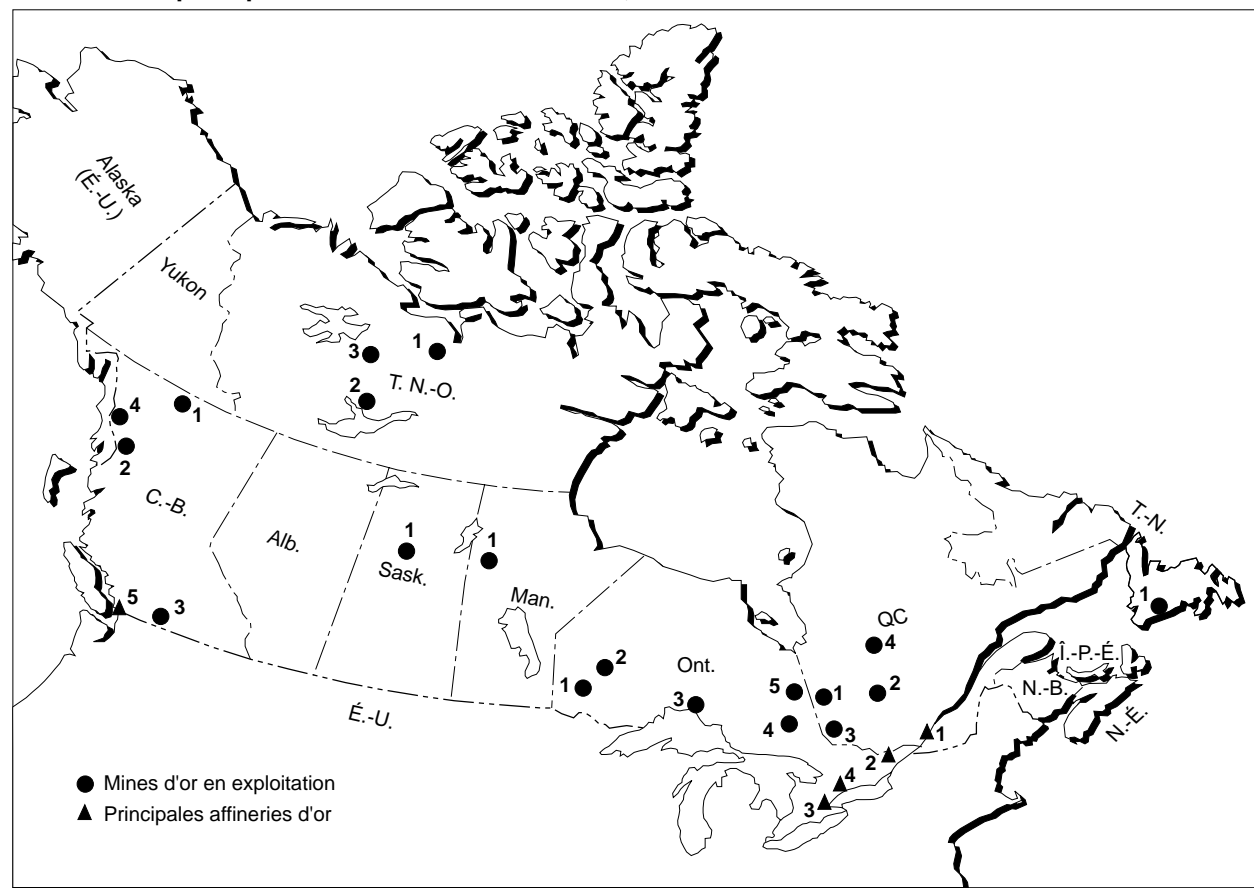 Alaska
(É.-U.)
Yukon
3
1
2
T. N.-O.
4
1
2
C.-B.
Alb.
1
Sask.
1
Man.
T.-N.
1
5
3
QC
4
Î.-P.-É.
N.-B.
N.-É.
Ont.
2
1
3
5
1
2
4
3
É.-U.
1
2
4
3
Mines d'or en exploitation
Principales affineries d'or